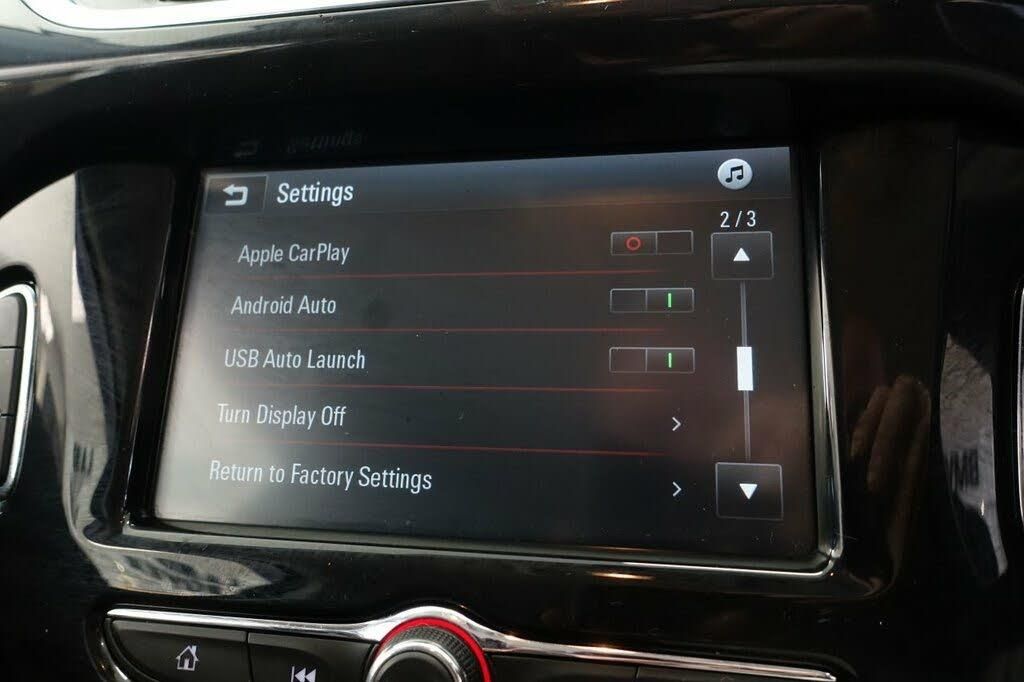 Settings
2 / 3
Apple CarPlay
Android Auto
USB Auto Launch
Turn Display Off
Return to Factory Settings